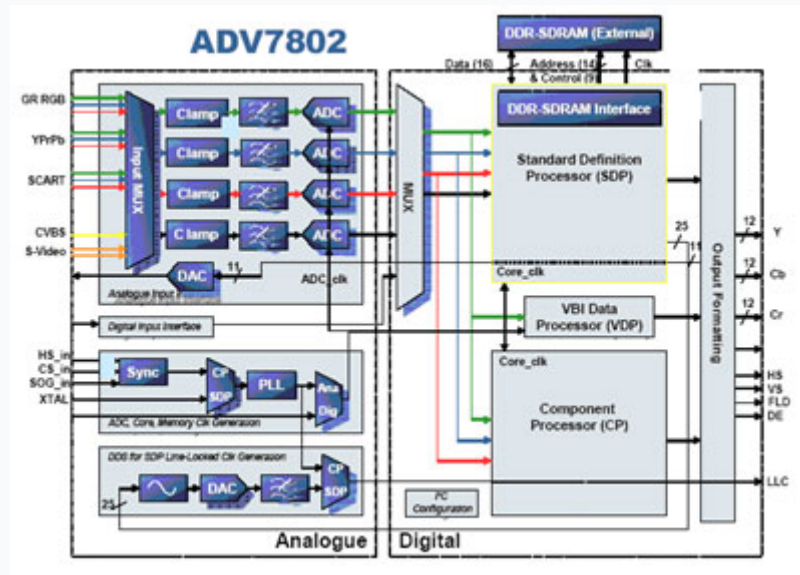 ADV7802
DDR-SDRAM (External)
Data (16)
Address (14)
& Control (9)
Clk
GR RGB
YPrPb
SCART
CVBS
S-Video
Input MUX
Clamp
ADC
Clamp
ADC
Clamp
ADC
Clamp
ADC
DAC
11
ADC_clk
Analogue Input
MUX
DDR-SDRAM Interface
Standard Definition
Processor (SDP)
25
11
Core_clk
Digital Input Interface
VBI Data
Processor (VDP)
Core_clk
Component
Processor (CP)
Output Formatting
12
Y
12
Cb
12
Cr
HS
VS
FLD
DE
LLC
HS_in
CS_in
SOG_in
XTAL
Sync
CP
SDP
PLL
Ana
Dig
ADC, Core, Memory Clk Generation
DDS for SDP Line-Locked Clk Generation
25
DAC
CP
SDP
Configuration
Analogue
Digital